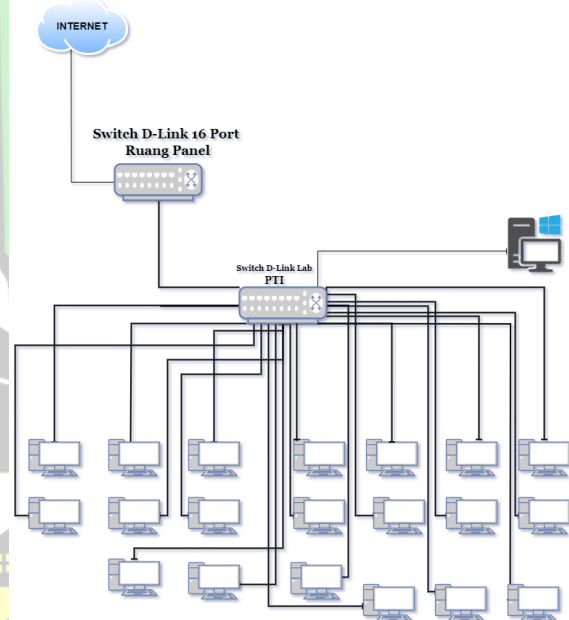 INTERNET
Switch D-Link 16 Port
Ruang Panel
Switch D-Link Lab
PTI